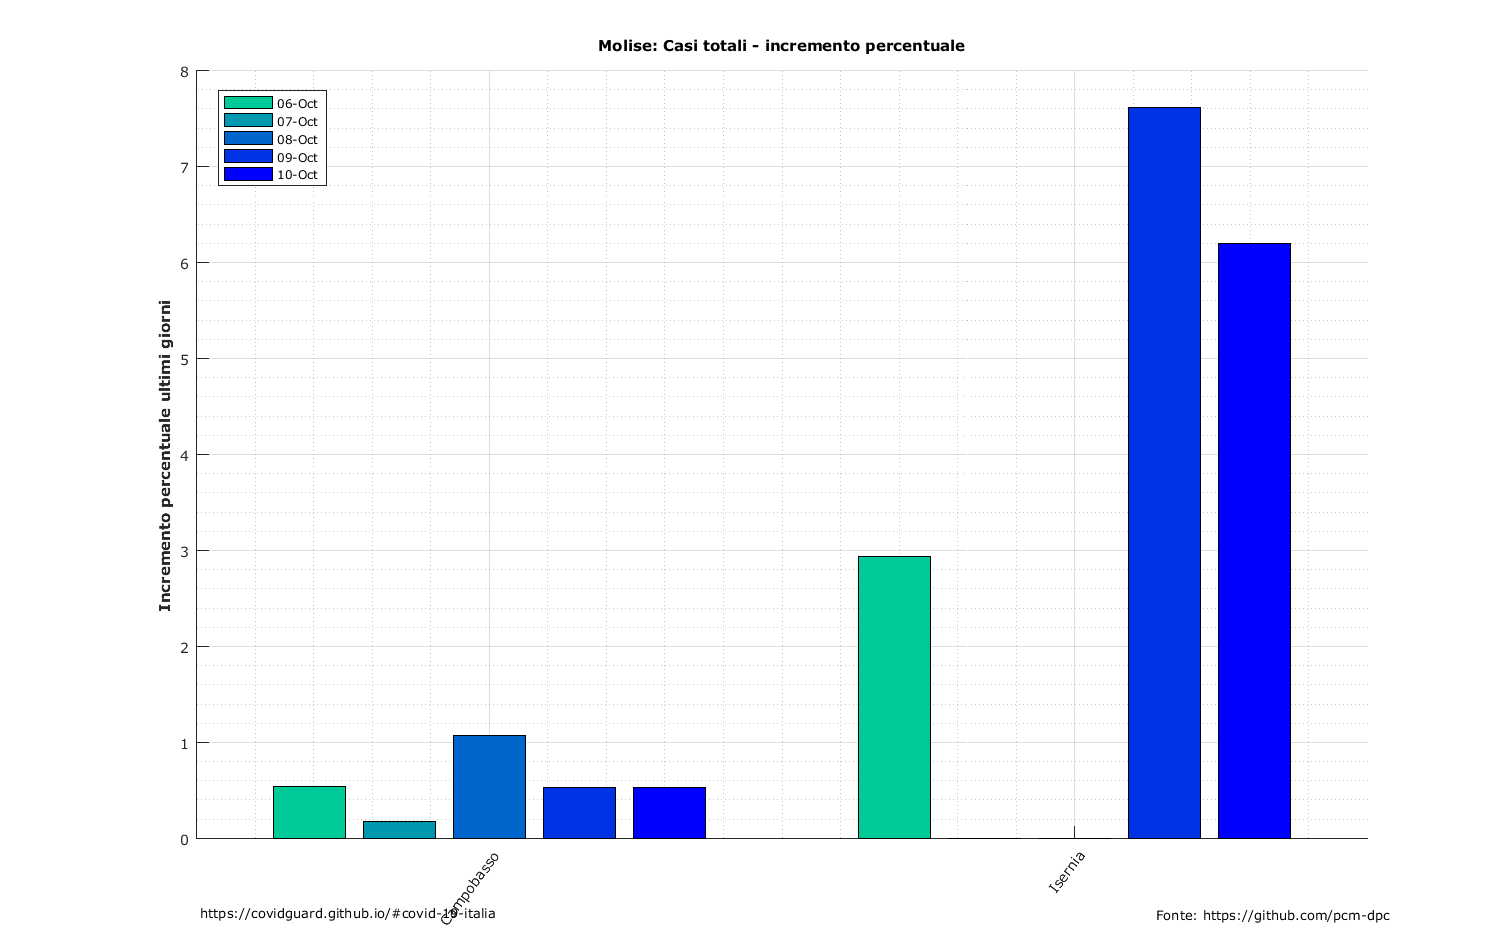 Molise: Casi totali - incremento percentuale
8
7
6
5
4
3
2
1
0
Incremento percentuale ultimi giorni
06-Oct
07-Oct
08-Oct
09-Oct
10-Oct
Campobasso
Isernia
https://covidguard.github.io/#covid-19-italia
Fonte: https://github.com/pcm-dpc